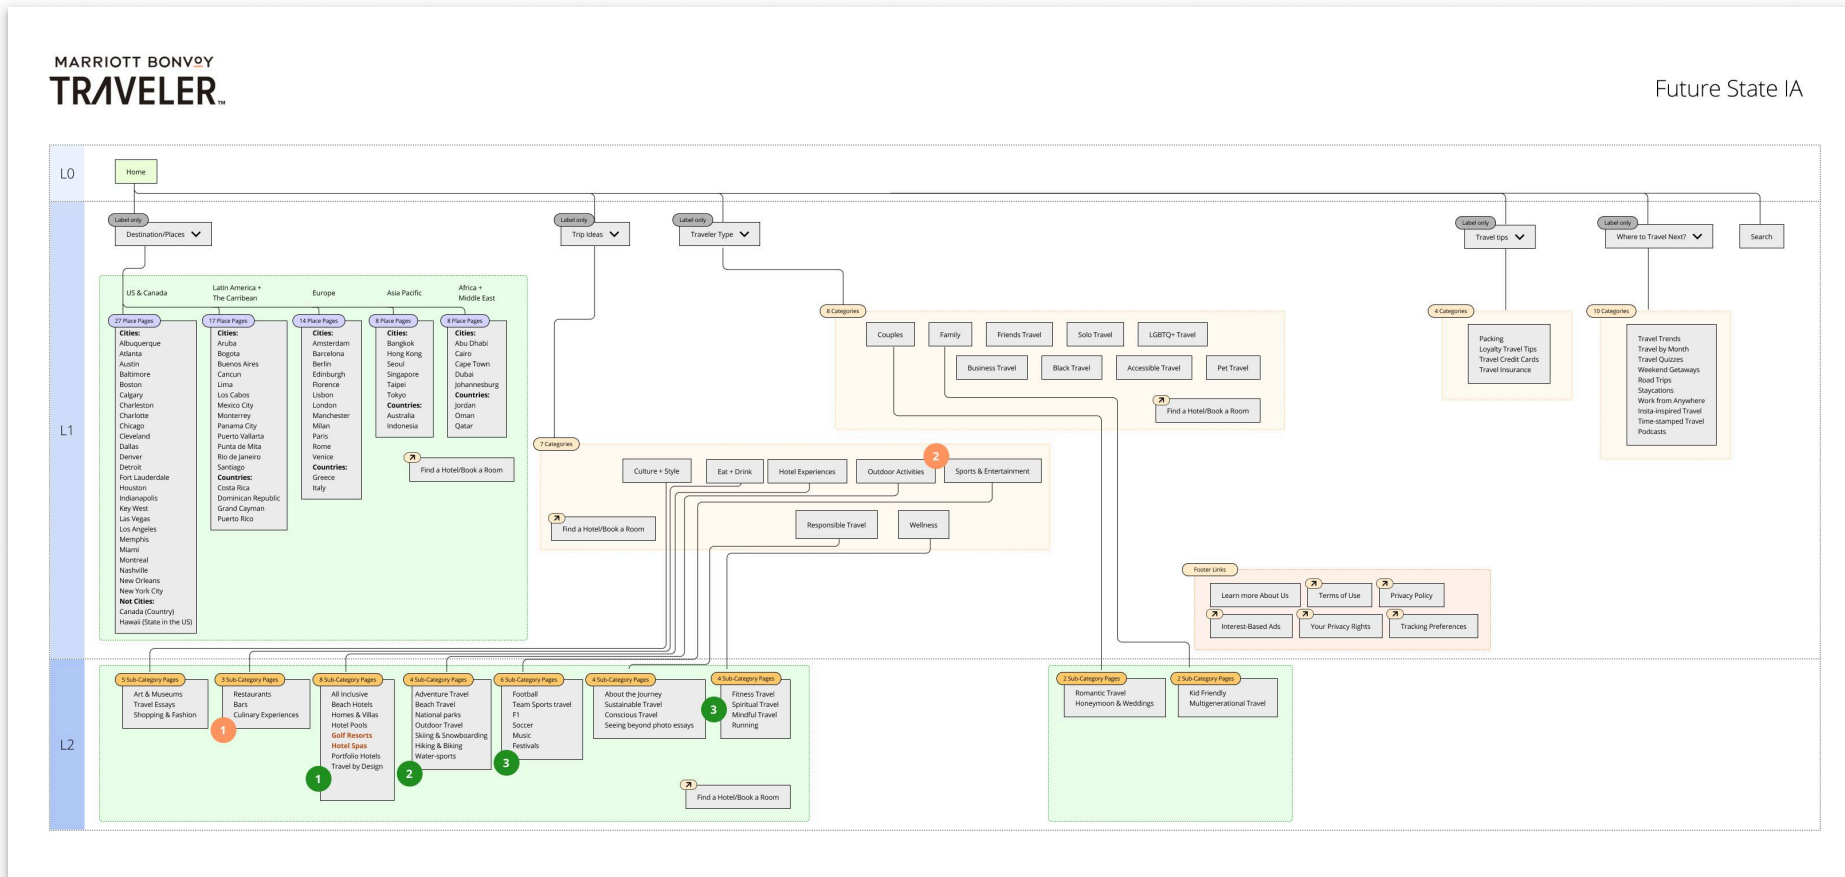 MARRIOTT BONVOY
TRAVELER™
Future State IA
L0
Home
L1
Label only
Destination/Places
Label only
Trip Ideas
Label only
Traveler Type
Label only
Travel tips
Label only
Where to Travel Next?
Search
US & Canada
Latin America +
The Carribean
Europe
Asia Pacific
Africa +
Middle East
27 Place Pages
Cities:
Albuquerque
Atlanta
Austin
Baltimore
Boston
Calgary
Charleston
Charlotte
Chicago
Cleveland
Dallas
Denver
Detroit
Fort Lauderdale
Houston
Indianapolis
Key West
Las Vegas
Los Angeles
Memphis
Miami
Montreal
Nashville
New Orleans
New York City
Not Cities:
Canada (Country)
Hawaii (State in the US)
17 Place Pages
Cities:
Aruba
Bogota
Buenos Aires
Cancun
Lima
Los Cabos
Mexico City
Monterrey
Panama City
Puerto Vallarta
Punta de Mita
Rio de Janeiro
Santiago
Countries:
Costa Rica
Dominican Republic
Grand Cayman
Puerto Rico
14 Place Pages
Cities:
Amsterdam
Barcelona
Berlin
Edinburgh
Florence
Lisbon
London
Manchester
Milan
Paris
Rome
Venice
Countries:
Greece
Italy
8 Place Pages
Cities:
Bangkok
Hong Kong
Seoul
Singapore
Taipei
Tokyo
Countries:
Australia
Indonesia
8 Place Pages
Cities:
Abu Dhabi
Cairo
Cape Town
Dubai
Johannesburg
Countries:
Jordan
Oman
Qatar
Find a Hotel/Book a Room
7 Categories
Culture + Style
Eat + Drink
Hotel Experiences
Outdoor Activities
2
Sports & Entertainment
Find a Hotel/Book a Room
Responsible Travel
Wellness
8 Categories
Couples
Family
Friends Travel
Solo Travel
LGBTQ+ Travel
Business Travel
Black Travel
Accessible Travel
Pet Travel
Find a Hotel/Book a Room
4 Categories
Packing
Loyalty Travel Tips
Travel Credit Cards
Travel Insurance
10 Categories
Travel Trends
Travel by Month
Travel Quizzes
Weekend Getaways
Road Trips
Staycations
Work from Anywhere
Insta-inspired Travel
Time-stamped Travel
Podcasts
Footer Links
Learn more About Us
Terms of Use
Privacy Policy
Interest-Based Ads
Your Privacy Rights
Tracking Preferences
L2
5 Sub-Category Pages
Art & Museums
Travel Essays
Shopping & Fashion
3 Sub-Category Pages
Restaurants
Bars
Culinary Experiences
1
8 Sub-Category Pages
All Inclusive
Beach Hotels
Homes & Villas
Hotel Pools
Golf Resorts
Hotel Spas
Portfolio Hotels
Travel by Design
1
4 Sub-Category Pages
Adventure Travel
Beach Travel
National parks
Outdoor Travel
Skiing & Snowboarding
Hiking & Biking
Water-sports
2
6 Sub-Category Pages
Football
Team Sports travel
F1
Soccer
Music
Festivals
3
4 Sub-Category Pages
About the Journey
Sustainable Travel
Conscious Travel
Seeing beyond photo essays
4 Sub-Category Pages
Fitness Travel
Spiritual Travel
Mindful Travel
Running
3
Find a Hotel/Book a Room
2 Sub-Category Pages
Romantic Travel
Honeymoon & Weddings
2 Sub-Category Pages
Kid Friendly
Multigenerational Travel